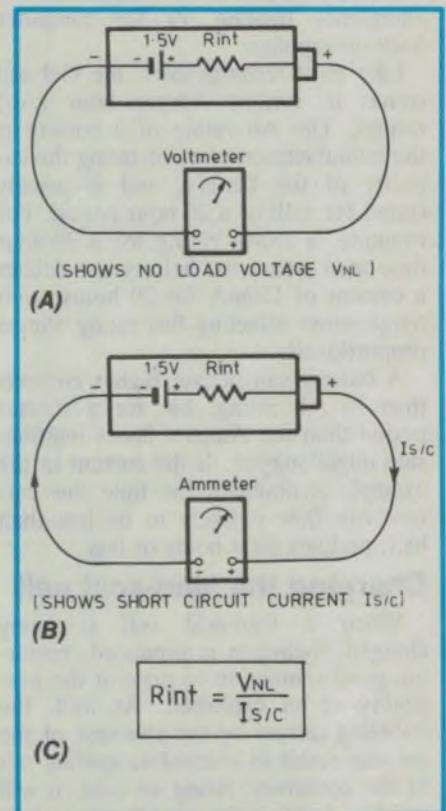 1·5V Rint
- - + +
Voltmeter
- +
(SHOWS NO LOAD VOLTAGE VNL)
(A)
1·5V Rint
+ +
Is/c
Ammeter
- +
(SHOWS SHORT CIRCUIT CURRENT Is/c)
(B)
Rint = VNL
Is/c
(C)